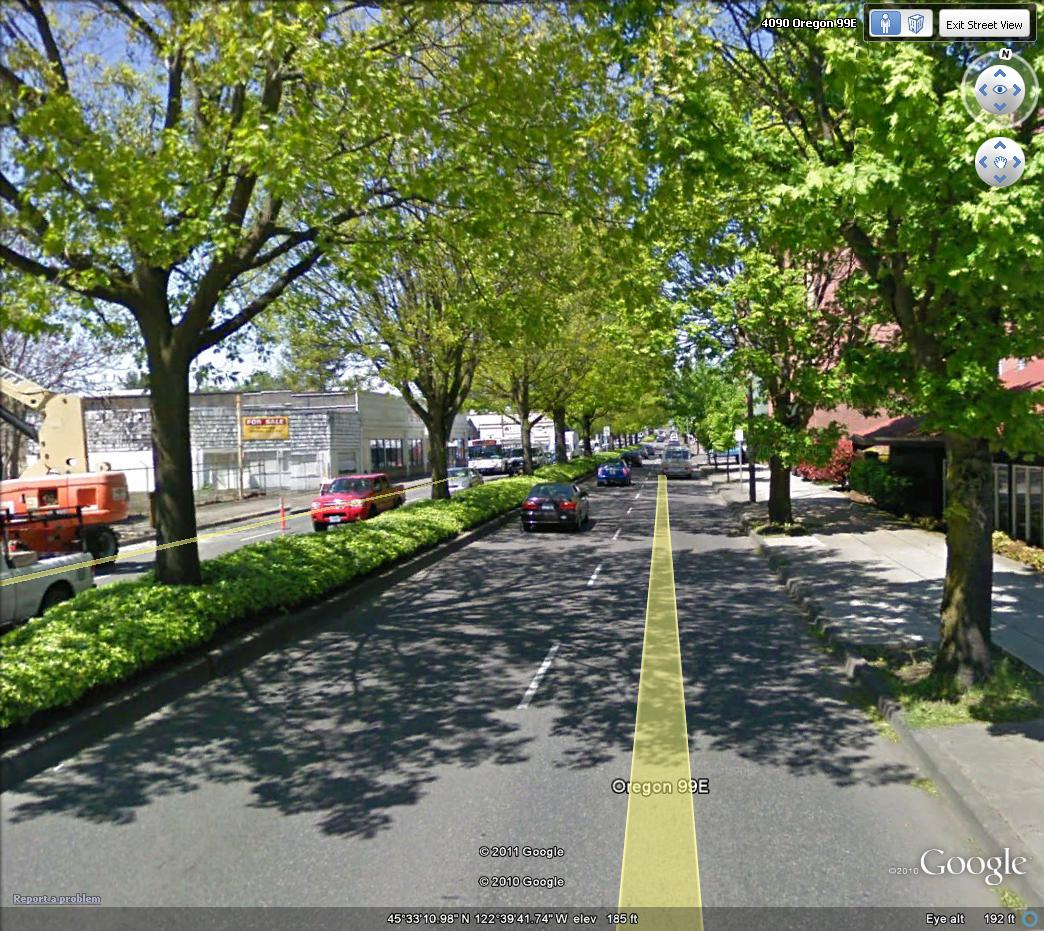 4090 Oregon 99E
Exit Street View
N
FOR SALE
Oregon 99E
© 2011 Google
© 2010 Google
©2010 Google
Report a problem
45°33'10.98" N 122°39'41.74" W elev 185 ft
Eye alt 192 ft